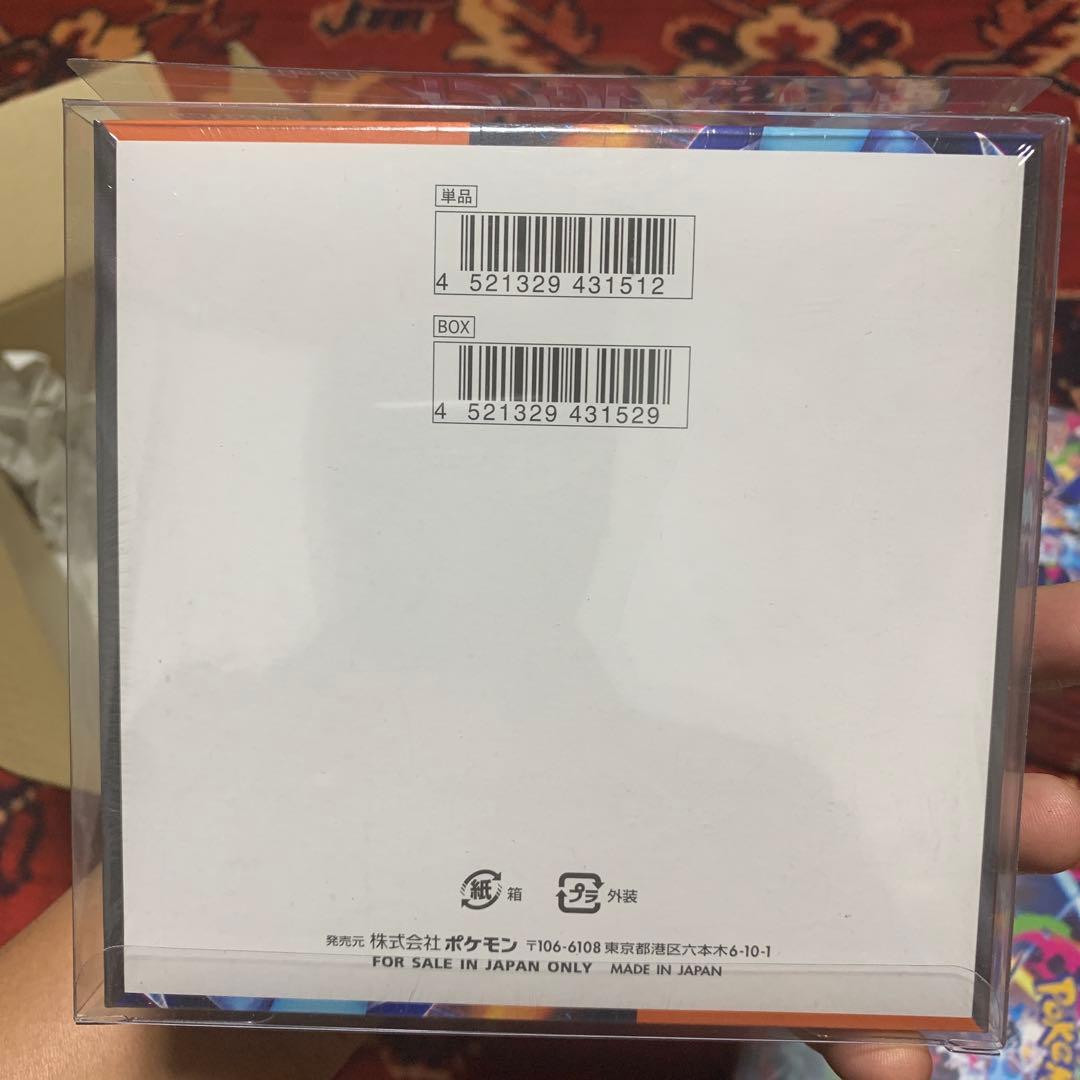 単品
4 521329 431512
BOX
4 521329 431529
紙 箱 プラ 外装
発売元 株式会社 ポケモン 〒106-6108 東京都港区六本木6-10-1
FOR SALE IN JAPAN ONLY MADE IN JAPAN